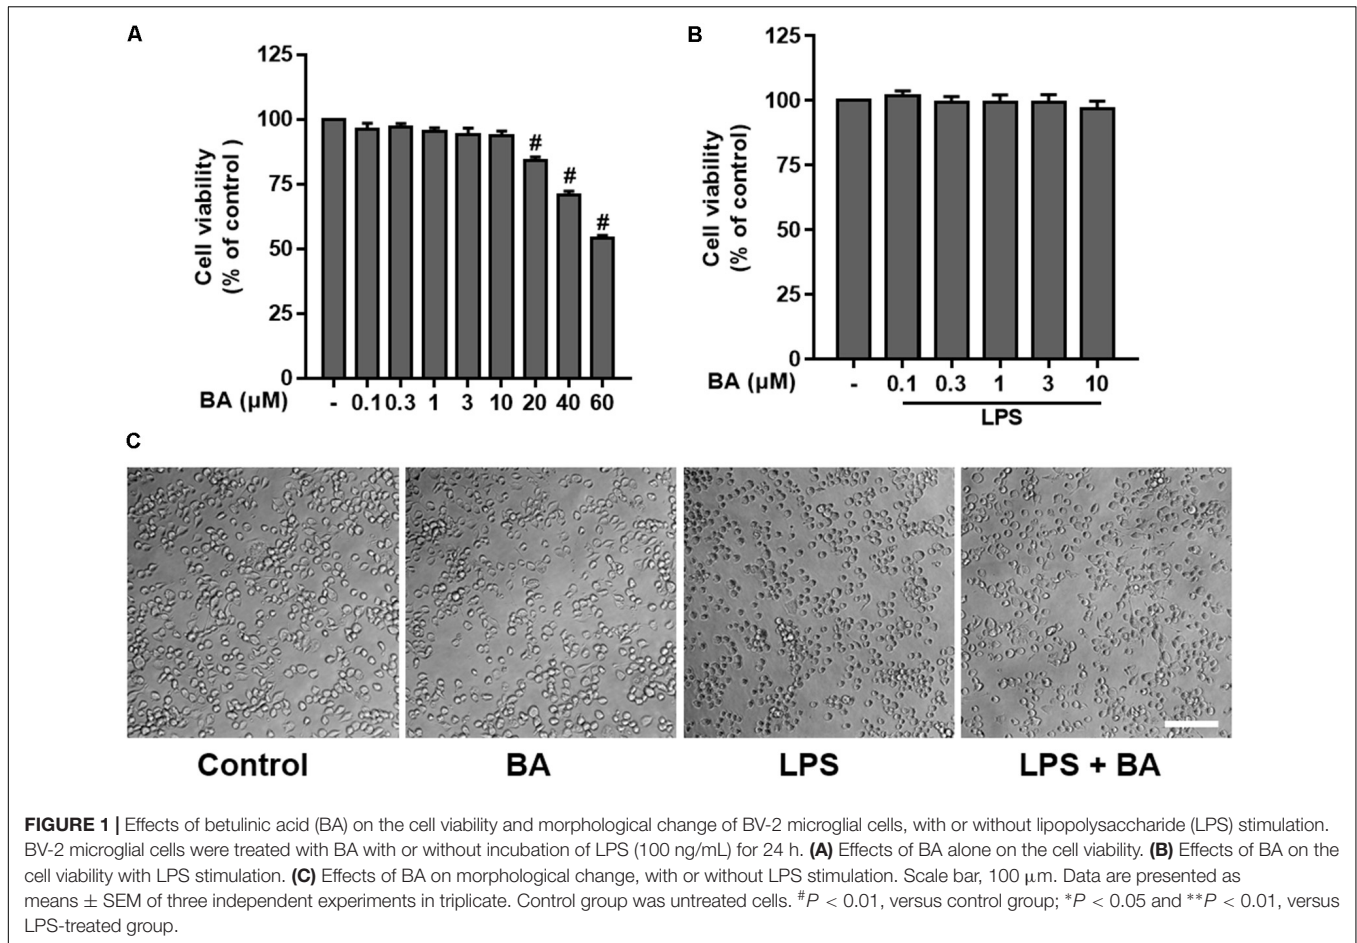 A
125
100
75
50
25
0
Cell viability
(% of control )
#
#
#
BA (μM) - 0.1 0.3 1 3 10 20 40 60
B
125
100
75
50
25
0
Cell viability
(% of control)
BA (μM) - 0.1 0.3 1 3 10
LPS
C
Control BA LPS LPS + BA
FIGURE 1 | Effects of betulinic acid (BA) on the cell viability and morphological change of BV-2 microglial cells, with or without lipopolysaccharide (LPS) stimulation.
BV-2 microglial cells were treated with BA with or without incubation of LPS (100 ng/mL) for 24 h. (A) Effects of BA alone on the cell viability. (B) Effects of BA on the
cell viability with LPS stimulation. (C) Effects of BA on morphological change, with or without LPS stimulation. Scale bar, 100 μm. Data are presented as
means ± SEM of three independent experiments in triplicate. Control group was untreated cells. #P < 0.01, versus control group; *P < 0.05 and **P < 0.01, versus
LPS-treated group.